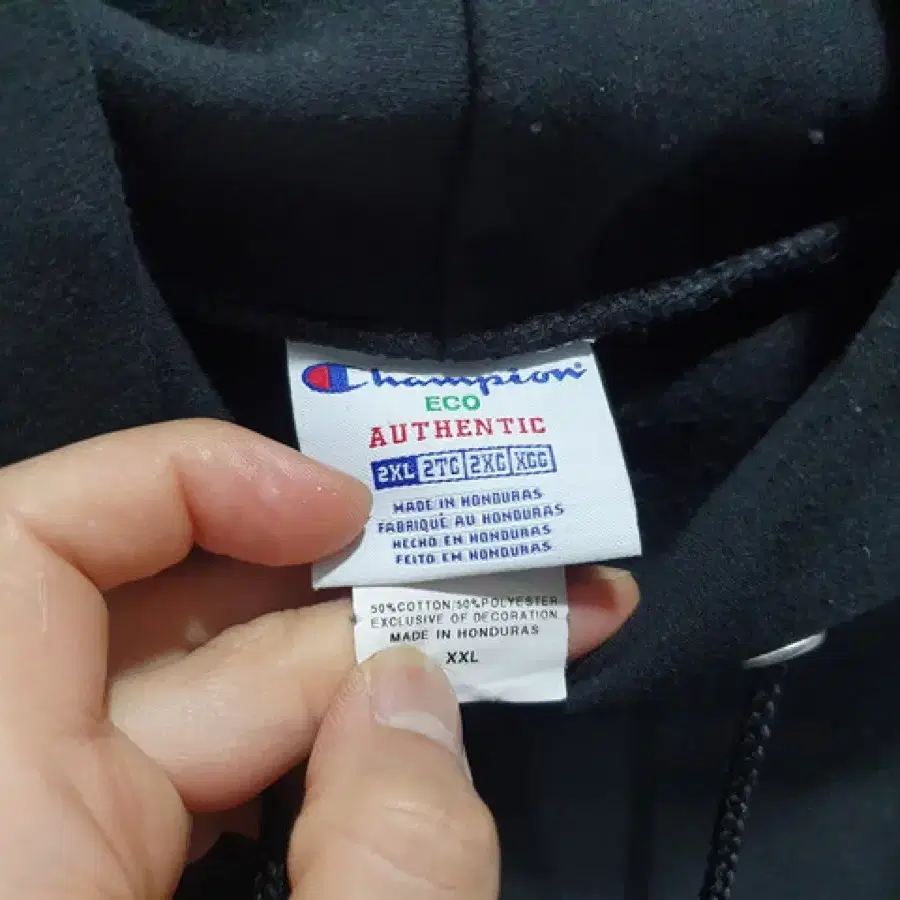 Champion
ECO
AUTHENTIC
2XL 2TG 2XG XGG
MADE IN HONDURAS
FABRIQUÉ AU HONDURAS
HECHO EN HONDURAS
FEITO EM HONDURAS
50%COTTON/50%POLYESTER
EXCLUSIVE OF DECORATION
MADE IN HONDURAS
XXL